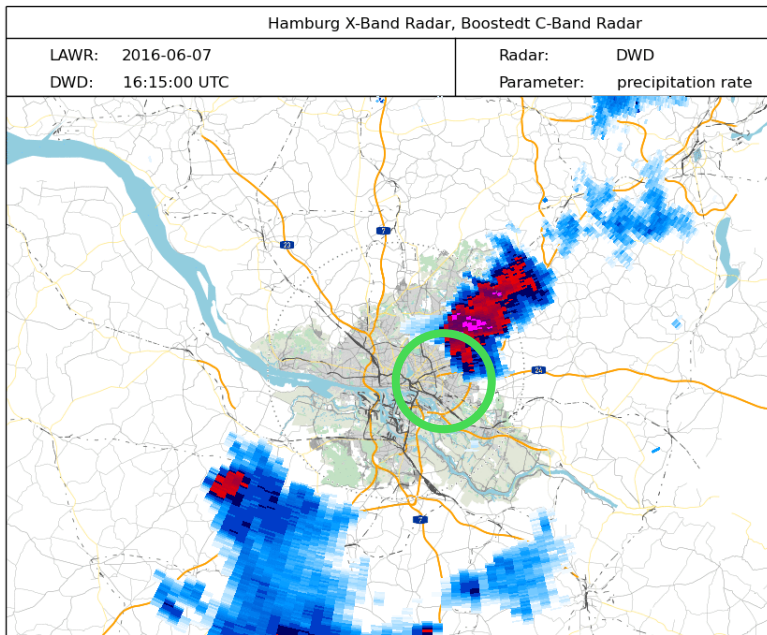 Hamburg X-Band Radar, Boostedt C-Band Radar
LAWR: 2016-06-07 Radar: DWD
DWD: 16:15:00 UTC Parameter: precipitation rate
7
23
24
7